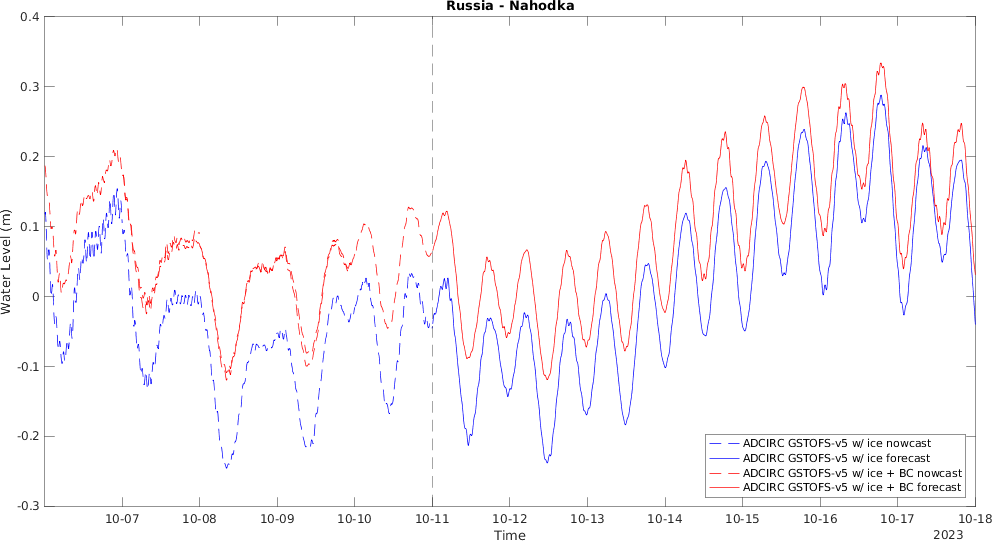 Russia - Nahodka
0.4
0.3
0.2
0.1
0
-0.1
-0.2
-0.3
Water Level (m)
10-07 10-08 10-09 10-10 10-11 10-12 10-13 10-14 10-15 10-16 10-17 10-18
Time
2023
ADCIRC GSTOFS-v5 w/ ice nowcast
ADCIRC GSTOFS-v5 w/ ice forecast
ADCIRC GSTOFS-v5 w/ ice + BC nowcast
ADCIRC GSTOFS-v5 w/ ice + BC forecast